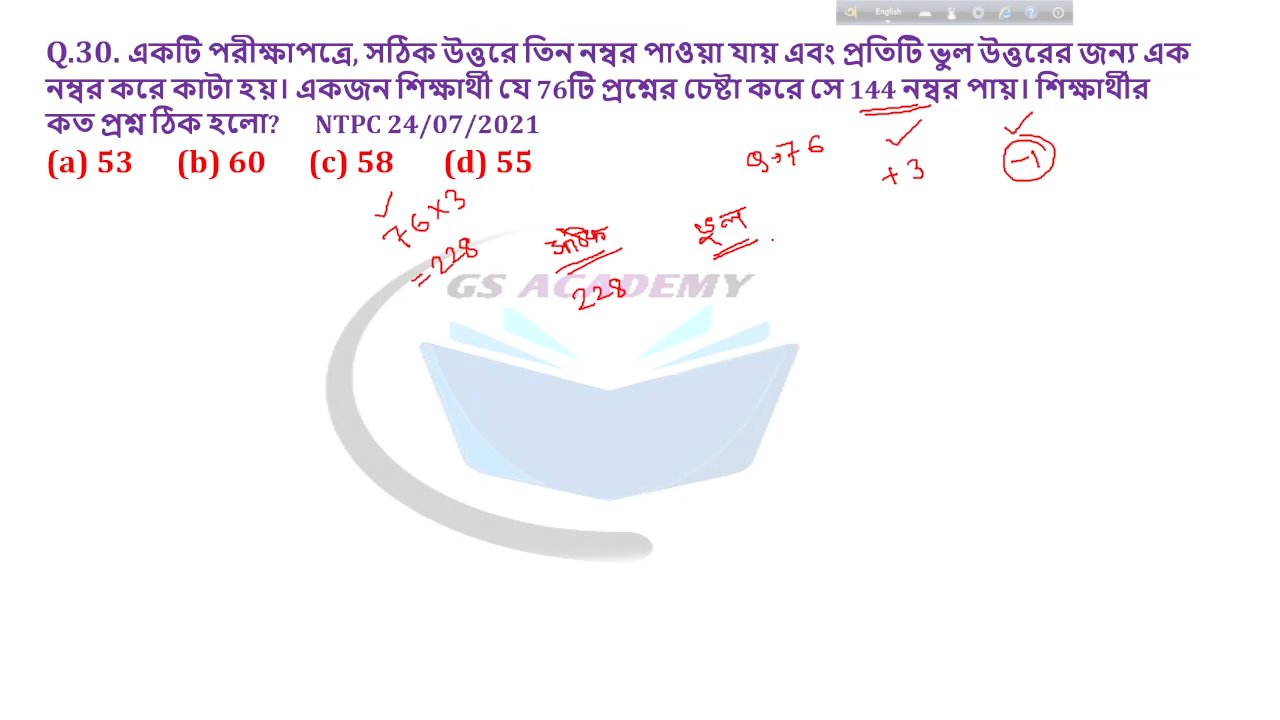 English
Q.30. একটি পরীক্ষাপত্রে, সঠিক উত্তরে তিন নম্বর পাওয়া যায় এবং প্রতিটি ভুল উত্তরের জন্য এক
নম্বর করে কাটা হয়। একজন শিক্ষার্থী যে 76টি প্রশ্নের চেষ্টা করে সে 144 নম্বর পায়। শিক্ষার্থীর
কত প্রশ্ন ঠিক হলো? NTPC 24/07/2021
(a) 53 (b) 60 (c) 58 (d) 55
Q→76 +3 -1
76×3
=228
সঠিক ভুল
228
GS ACADEMY